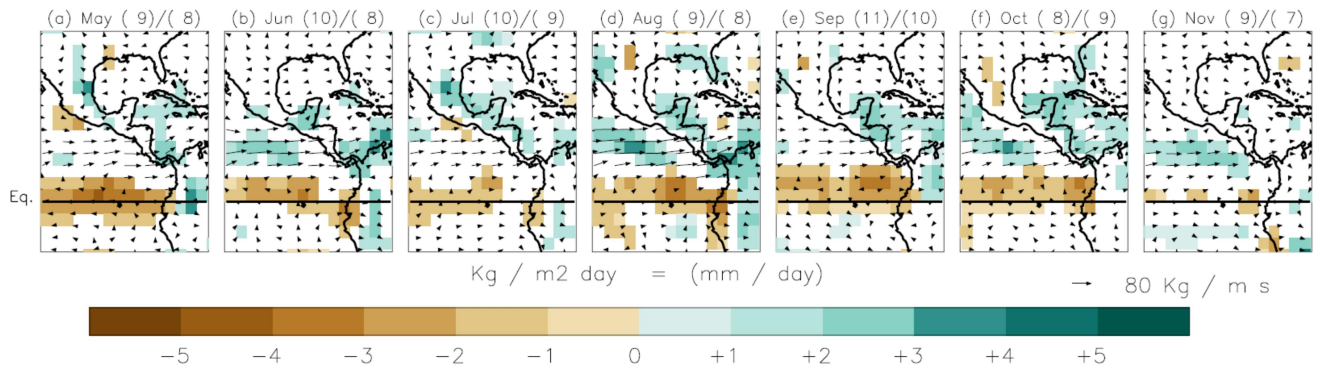 (a) May ( 9)/( 8) (b) Jun (10)/( 8) (c) Jul (10)/( 9) (d) Aug ( 9)/( 8) (e) Sep (11)/(10) (f) Oct ( 8)/( 9) (g) Nov ( 9)/( 7)
Eq.
Kg / m2 day = (mm / day)
80 Kg / m s
−5 −4 −3 −2 −1 0 +1 +2 +3 +4 +5